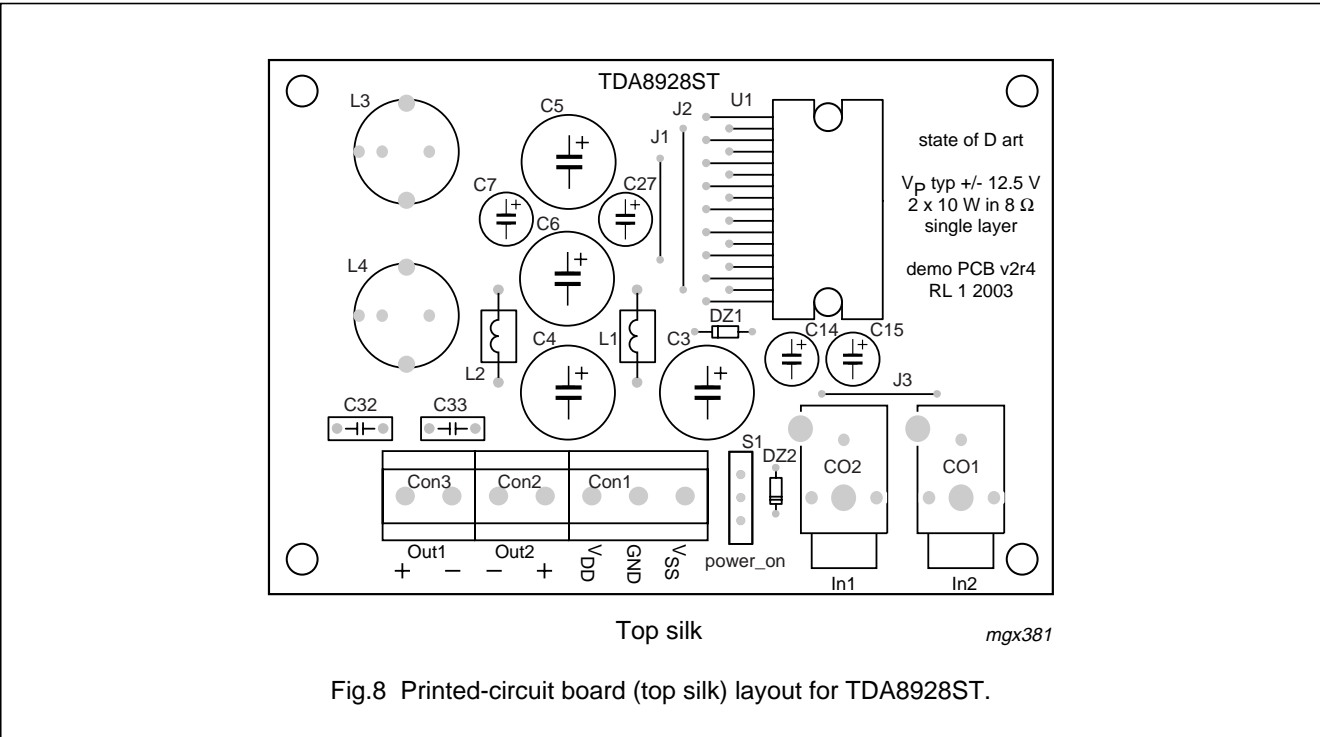 TDA8928ST
L3
C5
J2
U1
J1
state of D art
C7
C27
VP typ +/- 12.5 V
2 x 10 W in 8 Ω
single layer
C6
L4
demo PCB v2r4
RL 1 2003
DZ1
C14
C15
C4
L1
C3
L2
J3
C32
C33
S1
DZ2
CO2
CO1
Con3
Con2
Con1
Out1
Out2
+ − − +
VDD
GND
VSS
power_on
In1
In2
Top silk
mgx381
Fig.8 Printed-circuit board (top silk) layout for TDA8928ST.